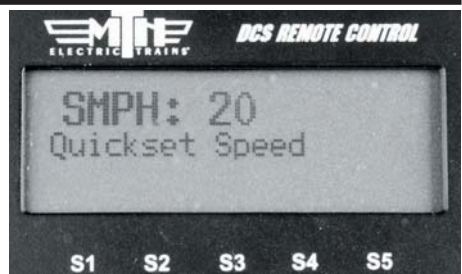 MTH DCS REMOTE CONTROL
ELECTRIC TRAINS®
SMPH: 20
Quickset Speed
S1 S2 S3 S4 S5